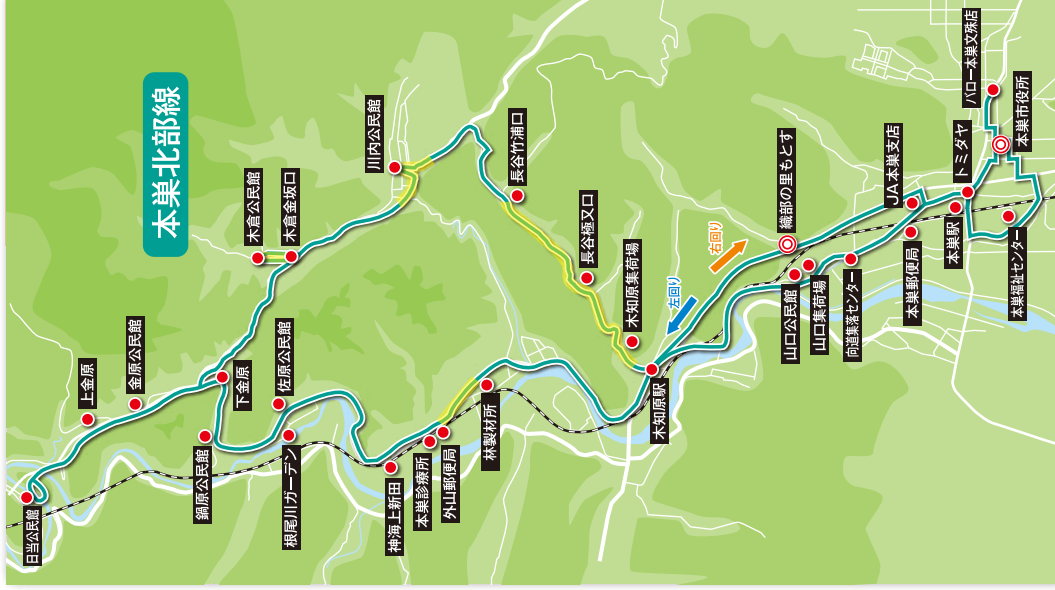 本巣北部線
日当公民館
上金原
金原公民館
下金原
鍋原公民館
佐原公民館
根尾川ガーデン
木倉公民館
木倉金坂口
川内公民館
長谷竹浦口
長谷極又口
木知原集荷場
神海上新田
本巣診療所
外山郵便局
林製材所
木知原駅
左回り
右回り
織部の里もとす
山口公民館
山口集荷場
向道集落センター
JA本巣支店
本巣郵便局
本巣駅
トミダヤ
本巣福祉センター
バロー本巣文殊店
本巣市役所